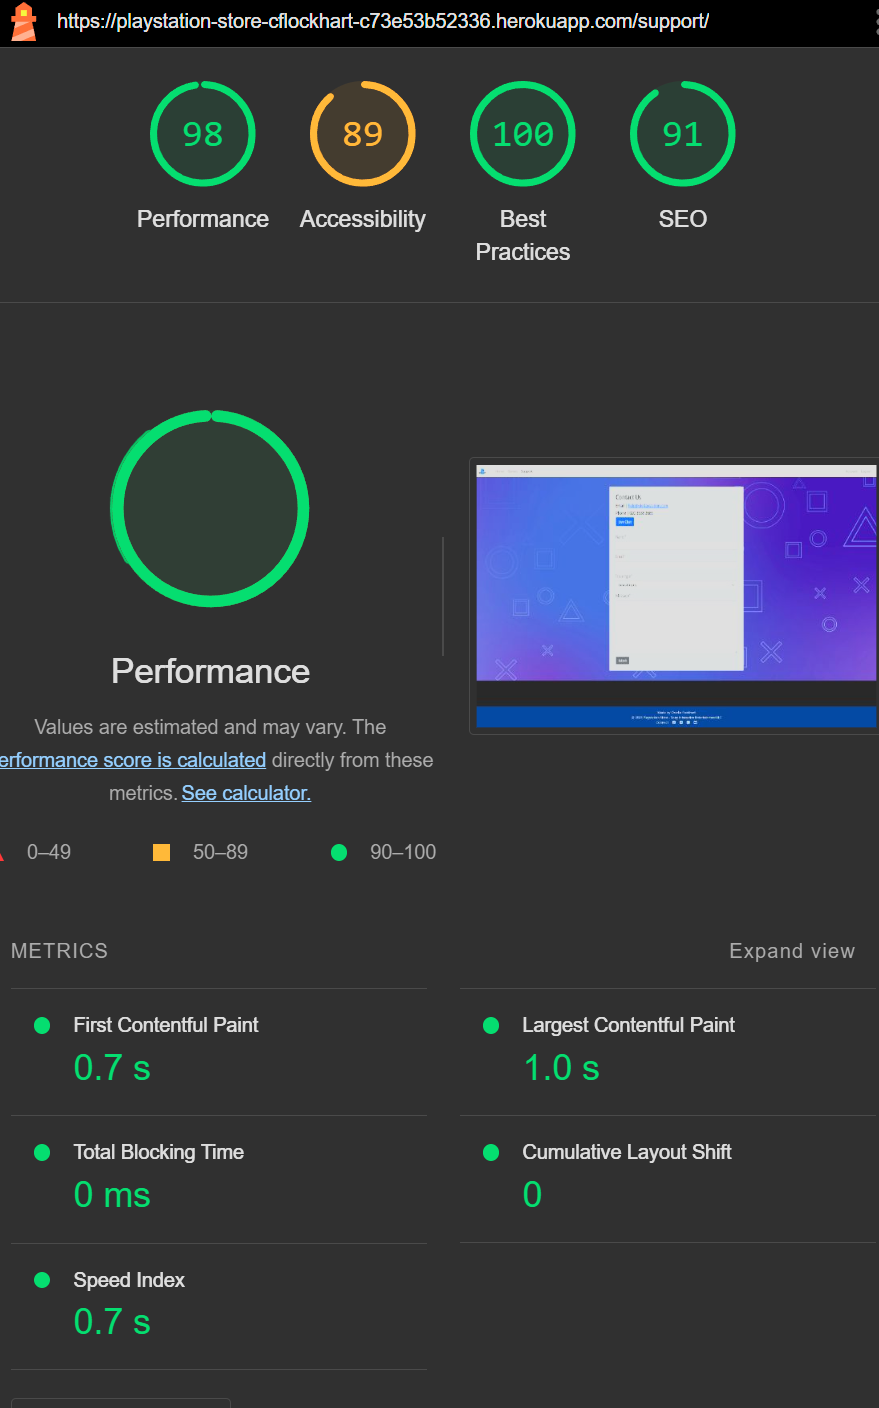 https://playstation-store-cflockhart-c73e53b52336.herokuapp.com/support/
98
89
100
91
Performance
Accessibility
Best
Practices
SEO
Performance
Values are estimated and may vary. The
erformance score is calculated directly from these
metrics. See calculator.
0–49
50–89
90–100
Contact Us
METRICS
Expand view
First Contentful Paint
0.7 s
Largest Contentful Paint
1.0 s
Total Blocking Time
0 ms
Cumulative Layout Shift
0
Speed Index
0.7 s